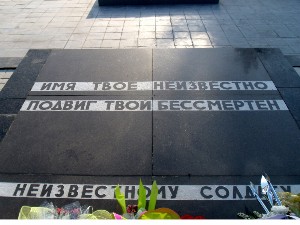 ИМЯ ТВОЕ НЕИЗВЕСТНО
ПОДВИГ ТВОЙ БЕССМЕРТЕН
НЕИЗВЕСТНОМУ СОЛДАТУ